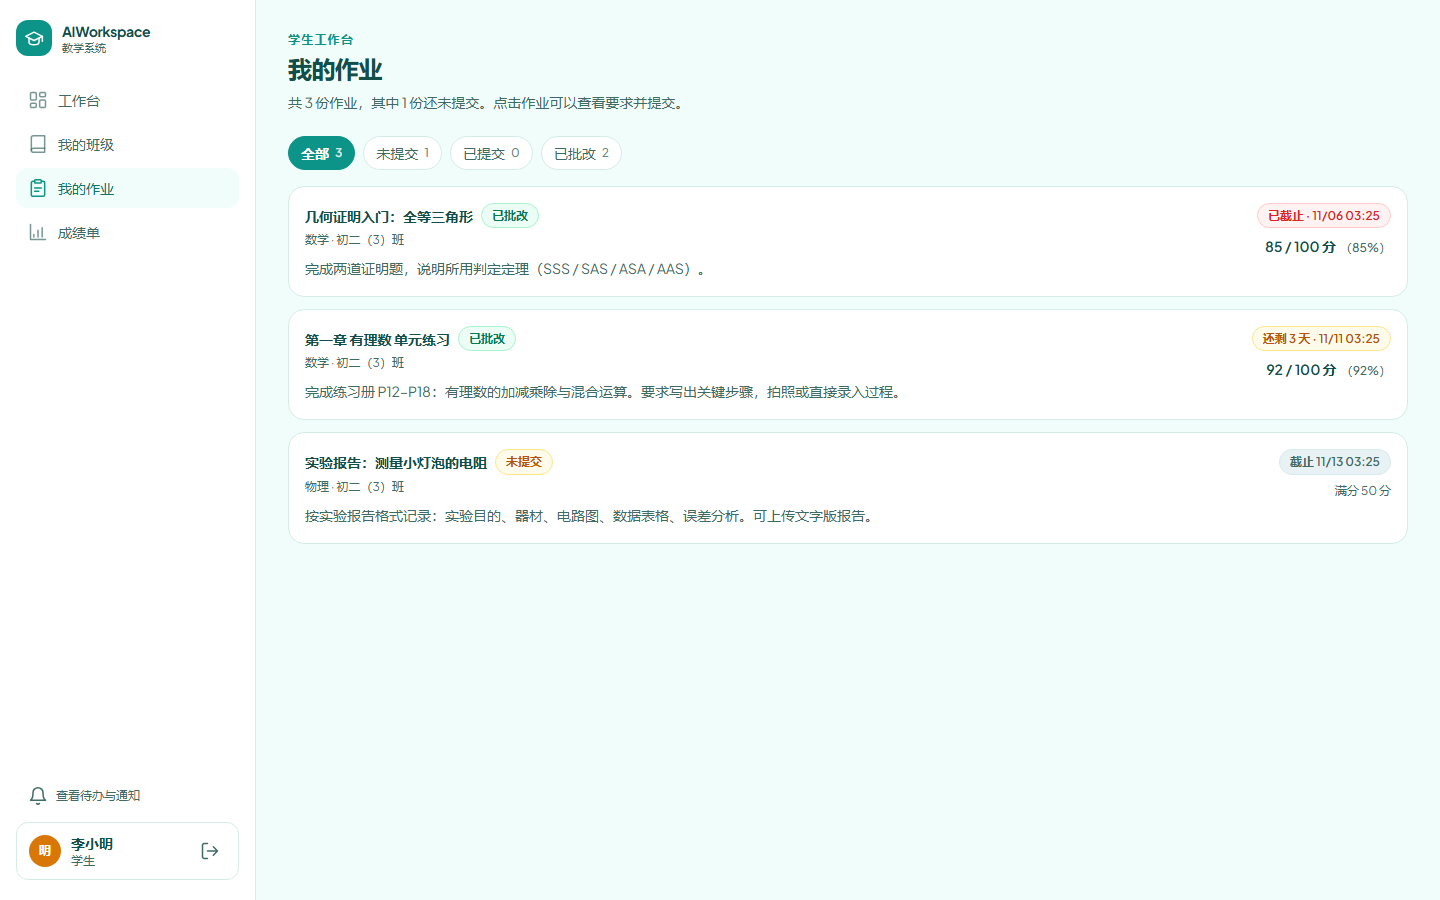 AIWorkspace
教学系统
工作台
我的班级
我的作业
成绩单
查看待办与通知
明
李小明
学生
学生工作台
我的作业
共 3 份作业，其中 1 份还未提交。点击作业可以查看要求并提交。
全部 3
未提交 1
已提交 0
已批改 2
几何证明入门：全等三角形 已批改
已截止 · 11/06 03:25
数学 · 初二（3）班
85 / 100 分 （85%）
完成两道证明题，说明所用判定定理（SSS / SAS / ASA / AAS）。
第一章 有理数 单元练习 已批改
还剩 3 天 · 11/11 03:25
数学 · 初二（3）班
92 / 100 分 （92%）
完成练习册 P12–P18：有理数的加减乘除与混合运算。要求写出关键步骤，拍照或直接录入过程。
实验报告：测量小灯泡的电阻 未提交
截止 11/13 03:25
物理 · 初二（3）班
满分 50 分
按实验报告格式记录：实验目的、器材、电路图、数据表格、误差分析。可上传文字版报告。